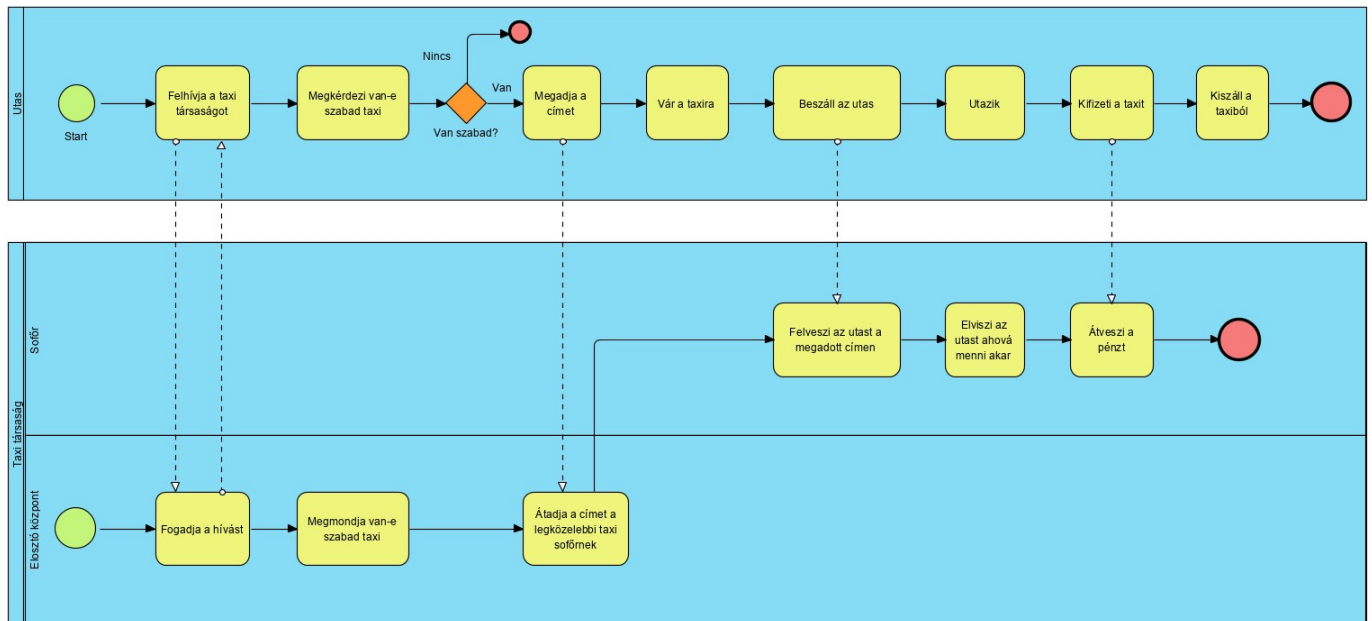 Utas
Start
Felhívja a taxi
társaságot
Megkérdezi van-e
szabad taxi
Nincs
Van
Van szabad?
Megadja a
címet
Vár a taxira
Beszáll az utas
Utazik
Kifizeti a taxit
Kiszáll a
taxiból
Taxi társaság
Sofőr
Felveszi az utast a
megadott címen
Elviszi az
utast ahová
menni akar
Átveszi a
pénzt
Elosztó központ
Fogadja a hívást
Megmondja van-e
szabad taxi
Átadja a címet a
legközelebbi taxi
sofőrnek